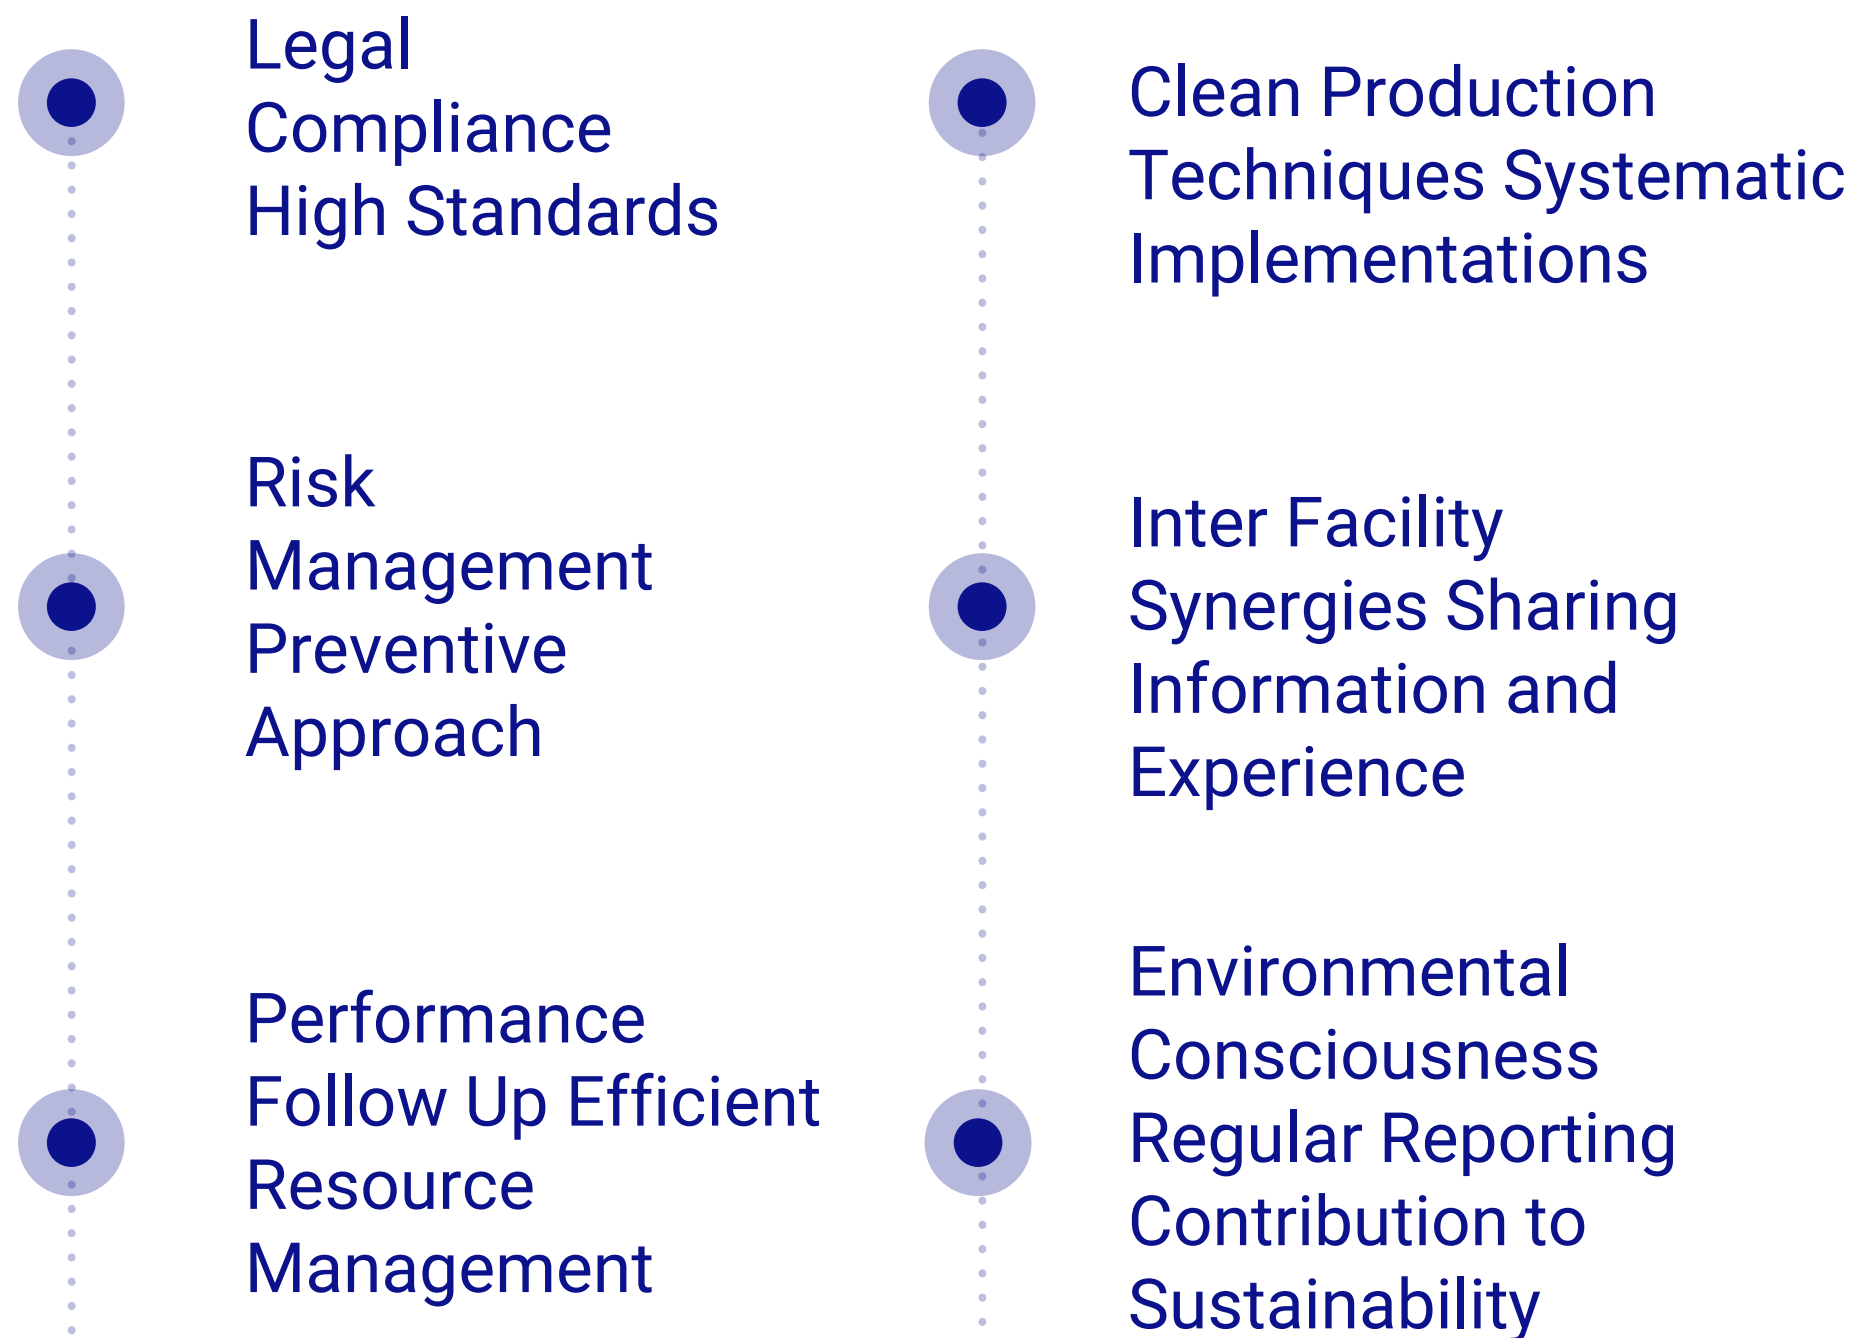 Legal
Compliance
High Standards
Risk
Management
Preventive
Approach
Performance
Follow Up Efficient
Resource
Management
Clean Production
Techniques Systematic
Implementations
Inter Facility
Synergies Sharing
Information and
Experience
Environmental
Consciousness
Regular Reporting
Contribution to
Sustainability